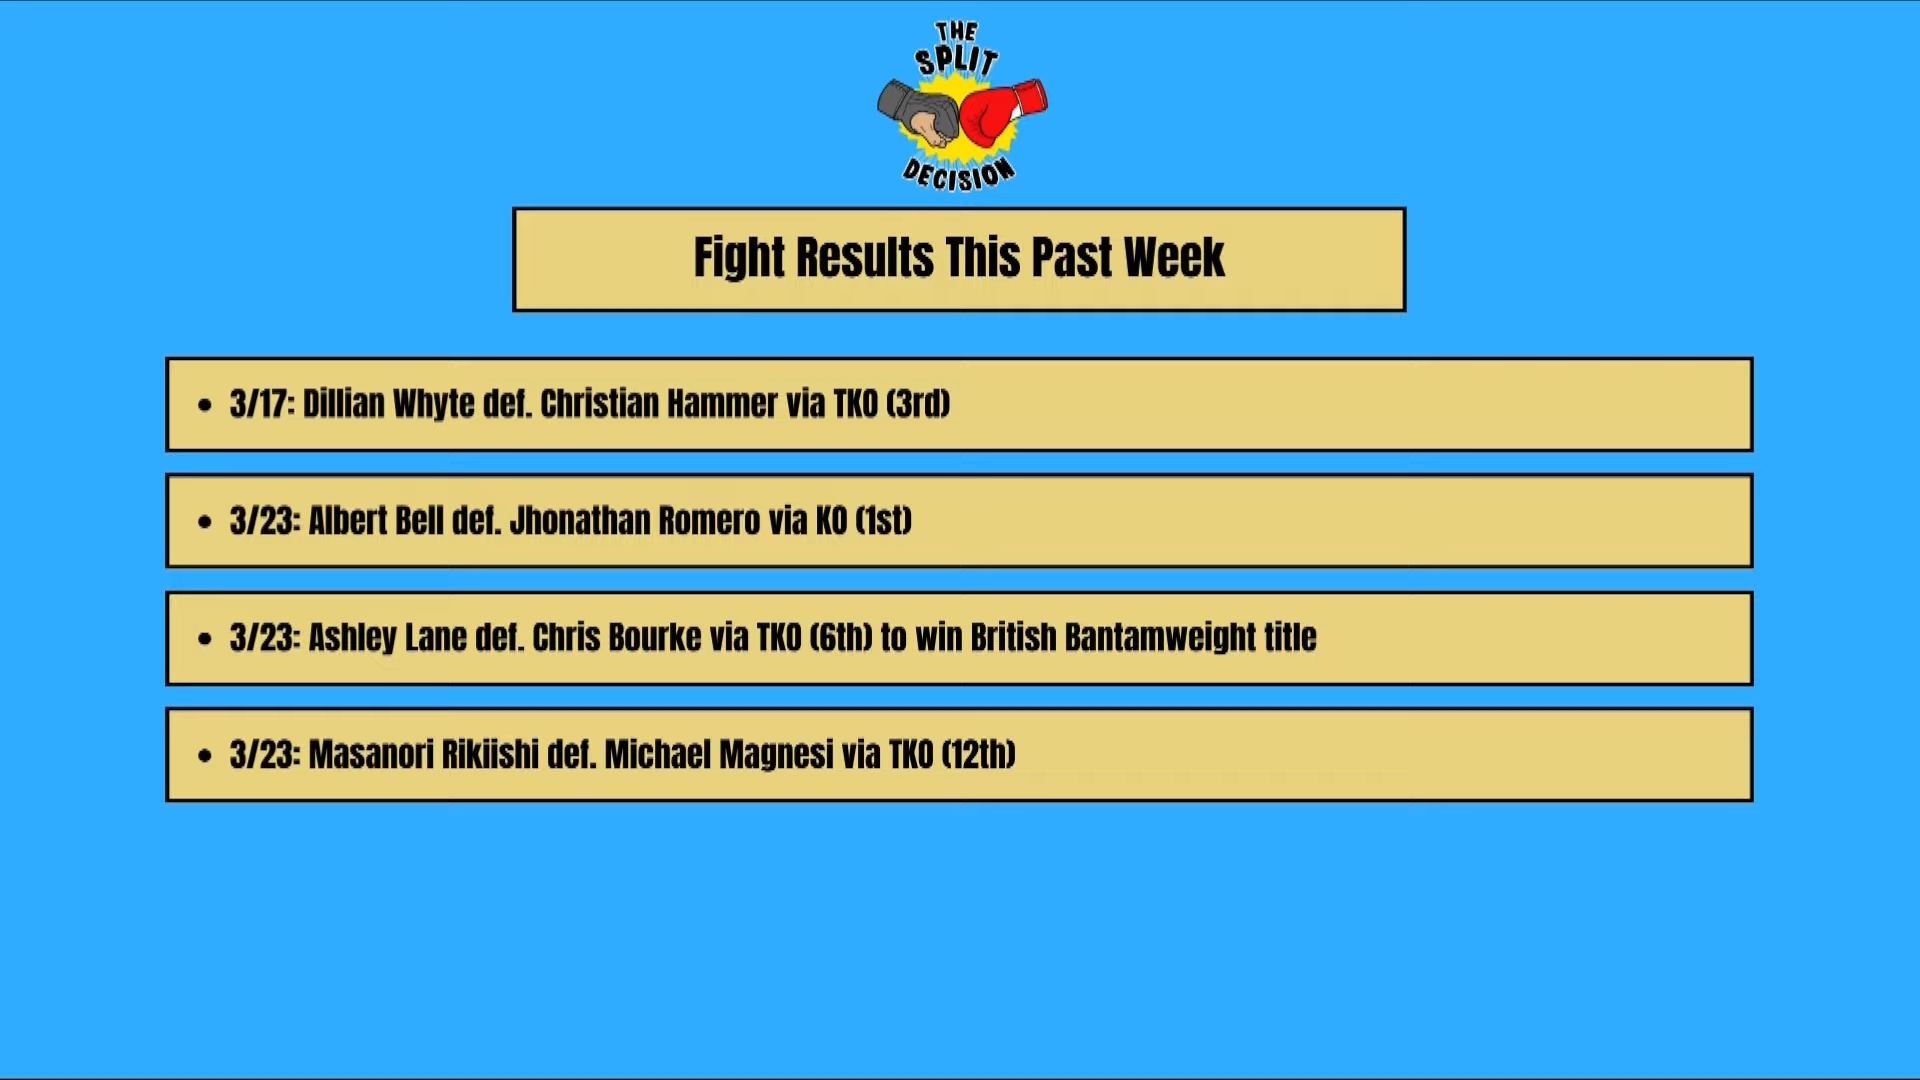 THE
SPLIT
DECISION
Fight Results This Past Week
• 3/17: Dillian Whyte def. Christian Hammer via TKO (3rd)
• 3/23: Albert Bell def. Jhonathan Romero via KO (1st)
• 3/23: Ashley Lane def. Chris Bourke via TKO (6th) to win British Bantamweight title
• 3/23: Masanori Rikiishi def. Michael Magnesi via TKO (12th)